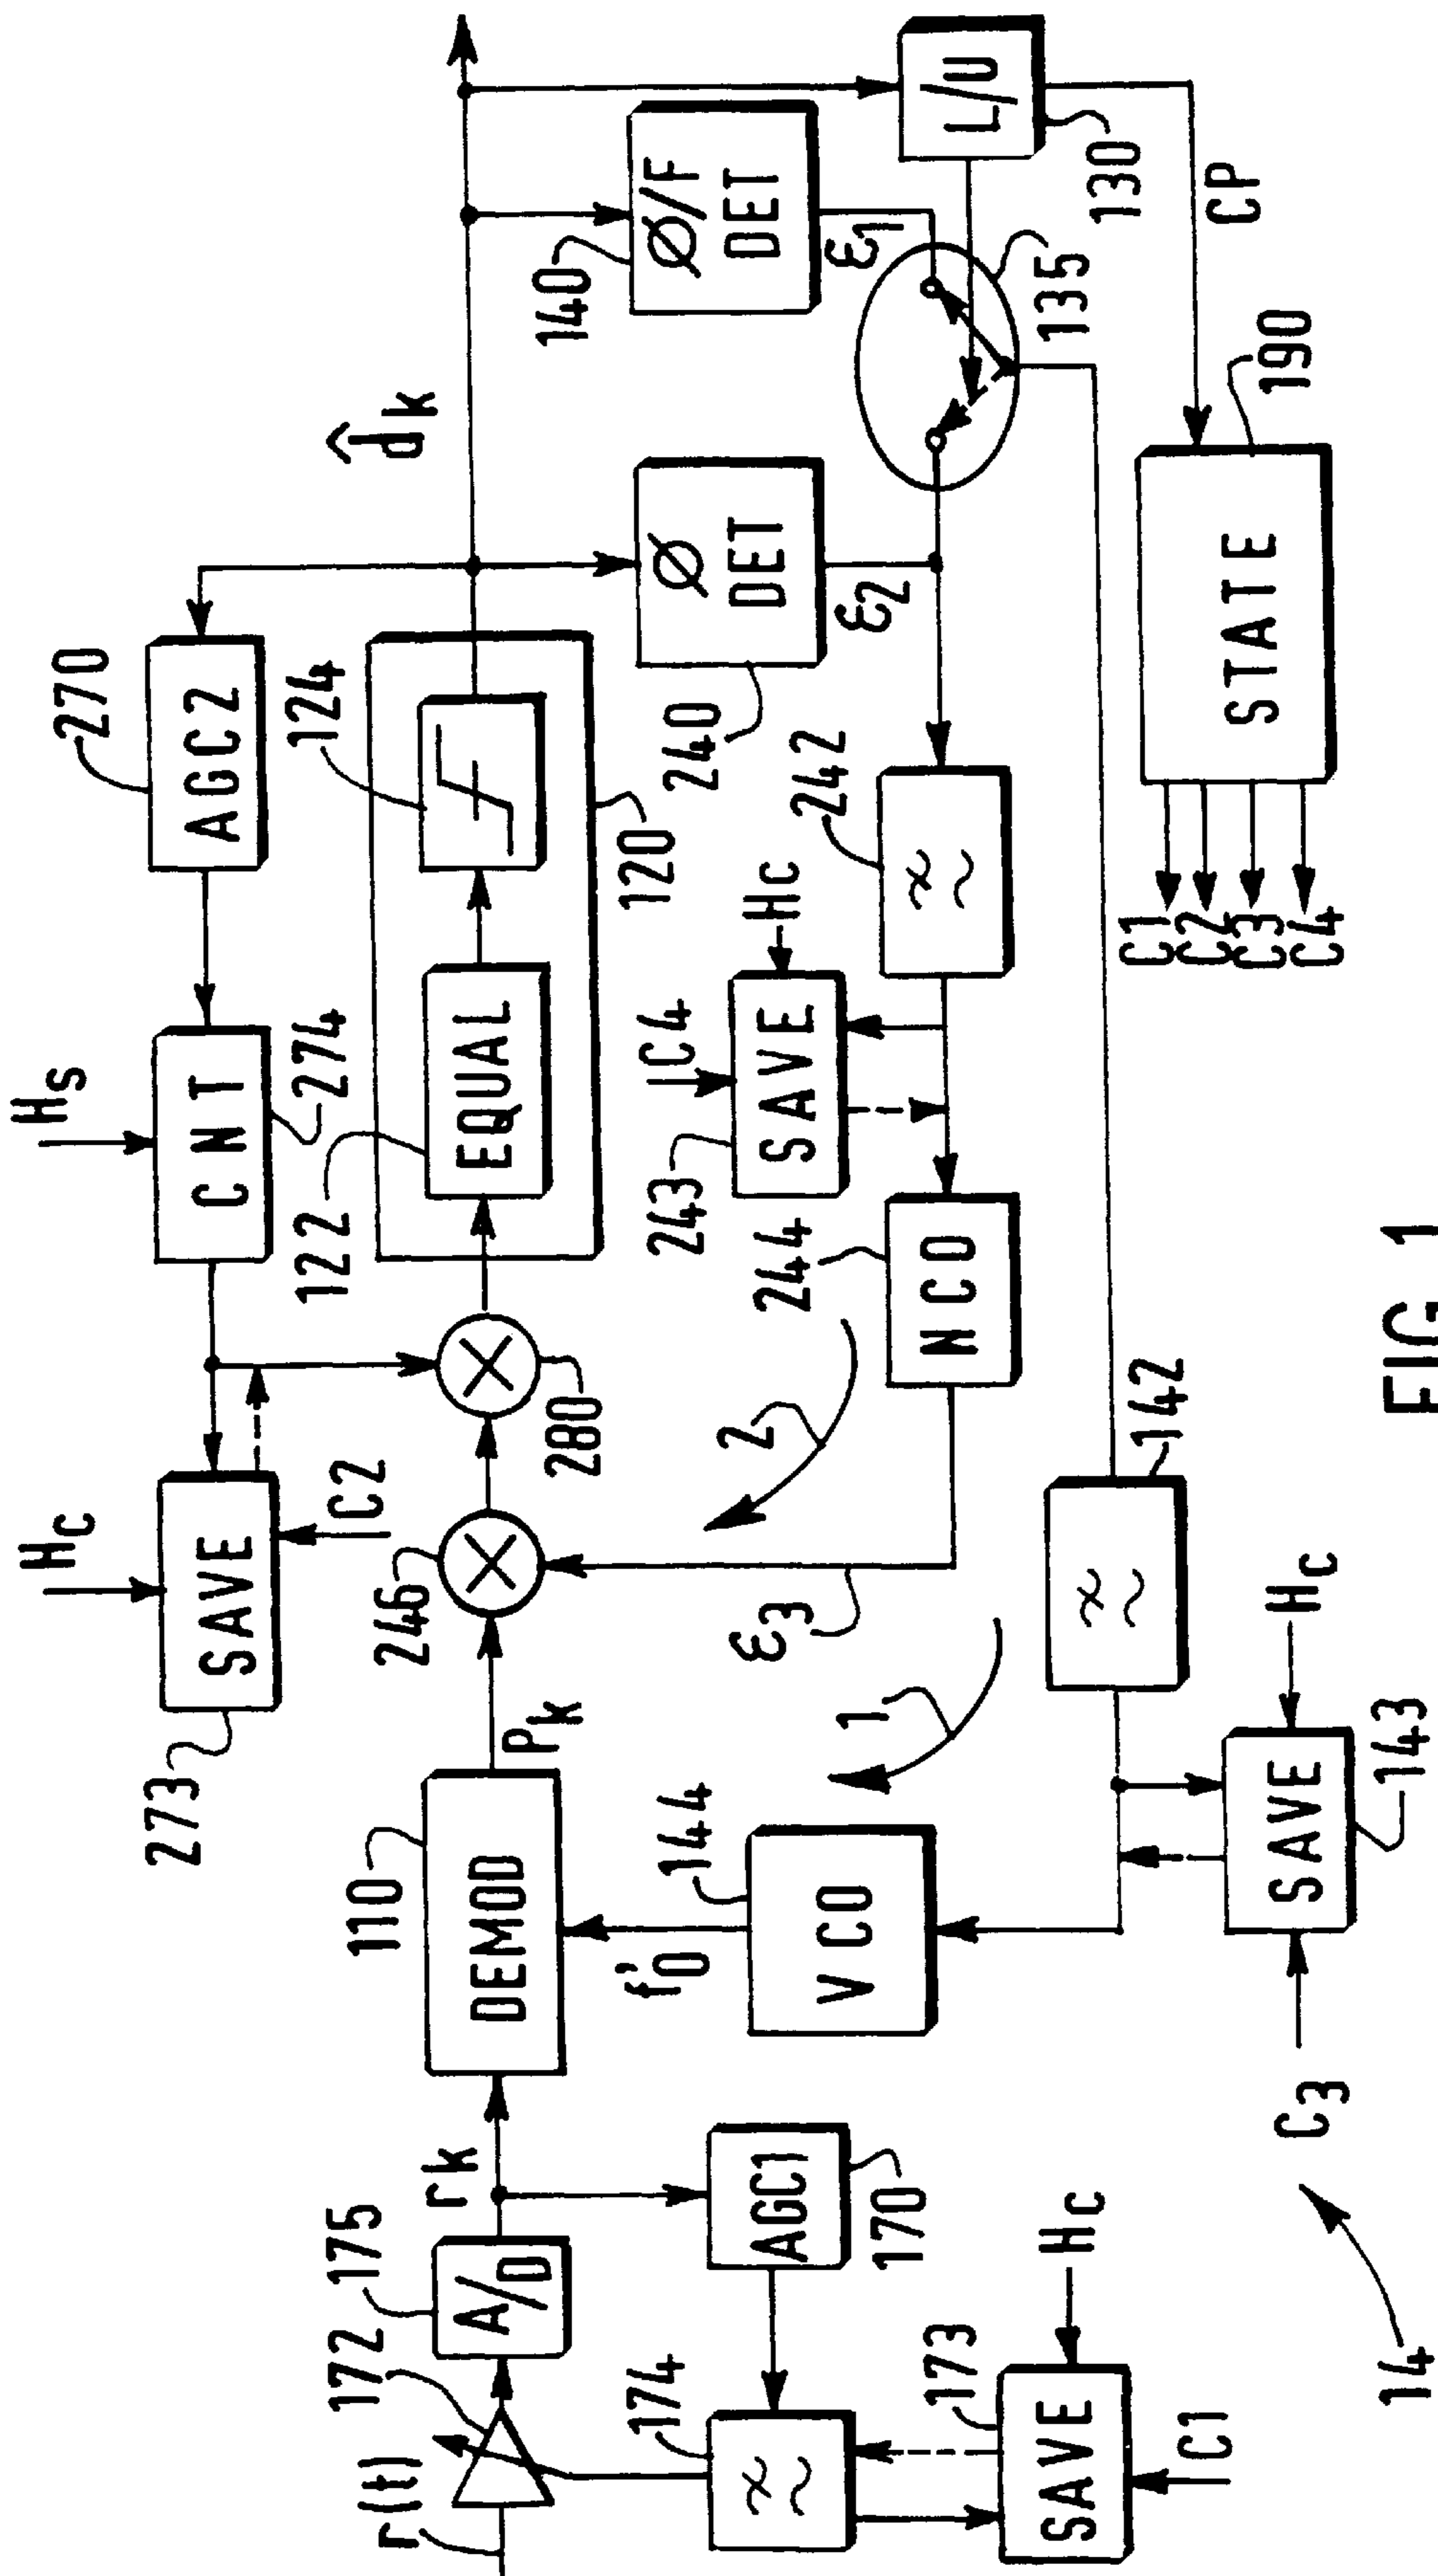 Hc
SAVE
273
C2
Hs
CNT
274
AGC2
270
r(t)
172
A/D
175
rk
DEMOD
110
Pk
246
280
122
EQUAL
124
120
d̂k
AGC1
170
174
SAVE
173
Hc
C1
VCO
144
f'0
1
2
ε3
NCO
244
SAVE
243
C4
Hc
242
ø
DET
240
ε2
ø/F
DET
140
ε1
135
L/U
130
CP
STATE
190
C1
C2
C3
C4
142
SAVE
143
Hc
C3
14
FIG. 1